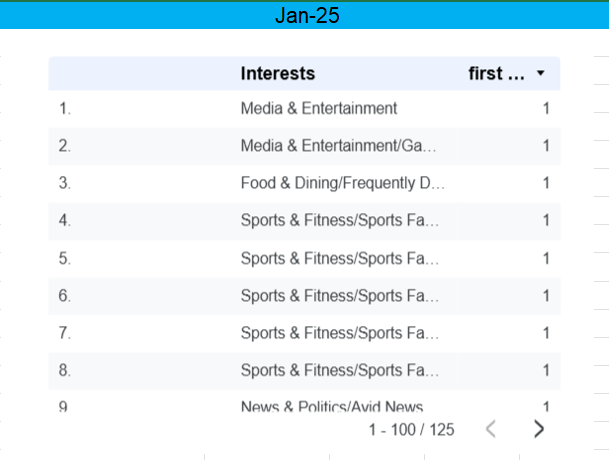 Jan-25
Interests first ...
1. Media & Entertainment 1
2. Media & Entertainment/Ga... 1
3. Food & Dining/Frequently D... 1
4. Sports & Fitness/Sports Fa... 1
5. Sports & Fitness/Sports Fa... 1
6. Sports & Fitness/Sports Fa... 1
7. Sports & Fitness/Sports Fa... 1
8. Sports & Fitness/Sports Fa... 1
9 News & Politics/Avid News 1
1 - 100 / 125